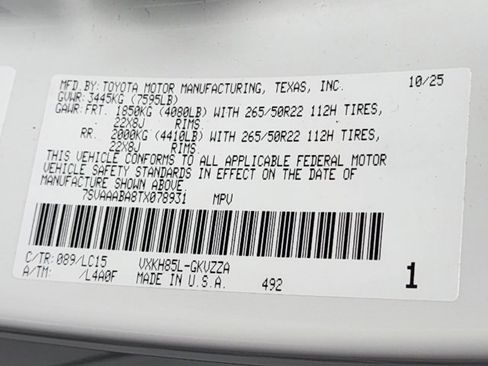 MFD.BY:TOYOTA MOTOR MANUFACTURING, TEXAS, INC. 10/25
GVWR:3445KG (7595LB)
GAWR:FRT. 1850KG (4080LB) WITH 265/50R22 112H TIRES,
22X8J RIMS
RR. 2000KG (4410LB) WITH 265/50R22 112H TIRES,
22X8J RIMS
THIS VEHICLE CONFORMS TO ALL APPLICABLE FEDERAL MOTOR
VEHICLE SAFETY STANDARDS IN EFFECT ON THE DATE OF
MANUFACTURE SHOWN ABOVE.
7SVAAABA8TX078931 MPV
C/TR:089/LC15 VXKH85L-GKVZZA
A/TM: /L4A0F MADE IN U.S.A. 492 1